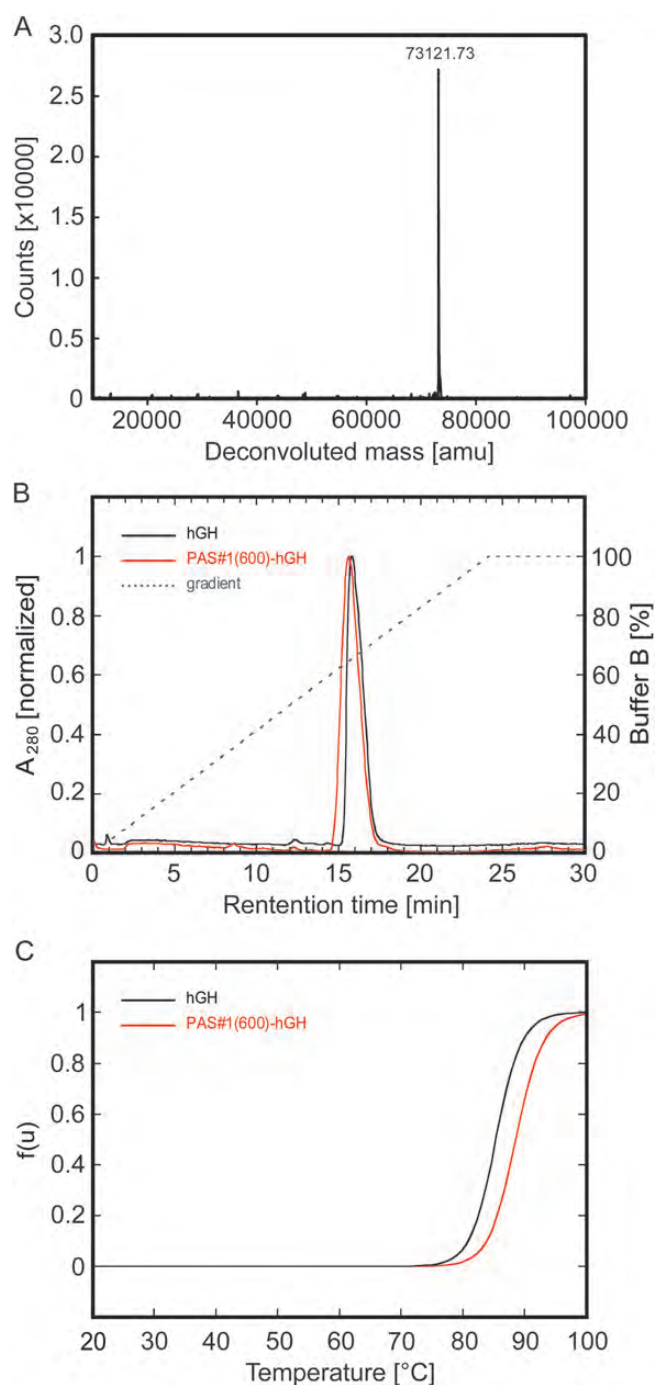 A
73121.73
3.0
2.5
2.0
1.5
1.0
0.5
0
Counts [x10000]
20000 40000 60000 80000 100000
Deconvoluted mass [amu]
B
hGH
PAS#1(600)-hGH
gradient
1
0.8
0.6
0.4
0.2
0
A280 [normalized]
100
80
60
40
20
0
Buffer B [%]
0 5 10 15 20 25 30
Rentention time [min]
C
hGH
PAS#1(600)-hGH
1
0.8
0.6
0.4
0.2
0
f(u)
20 30 40 50 60 70 80 90 100
Temperature [°C]